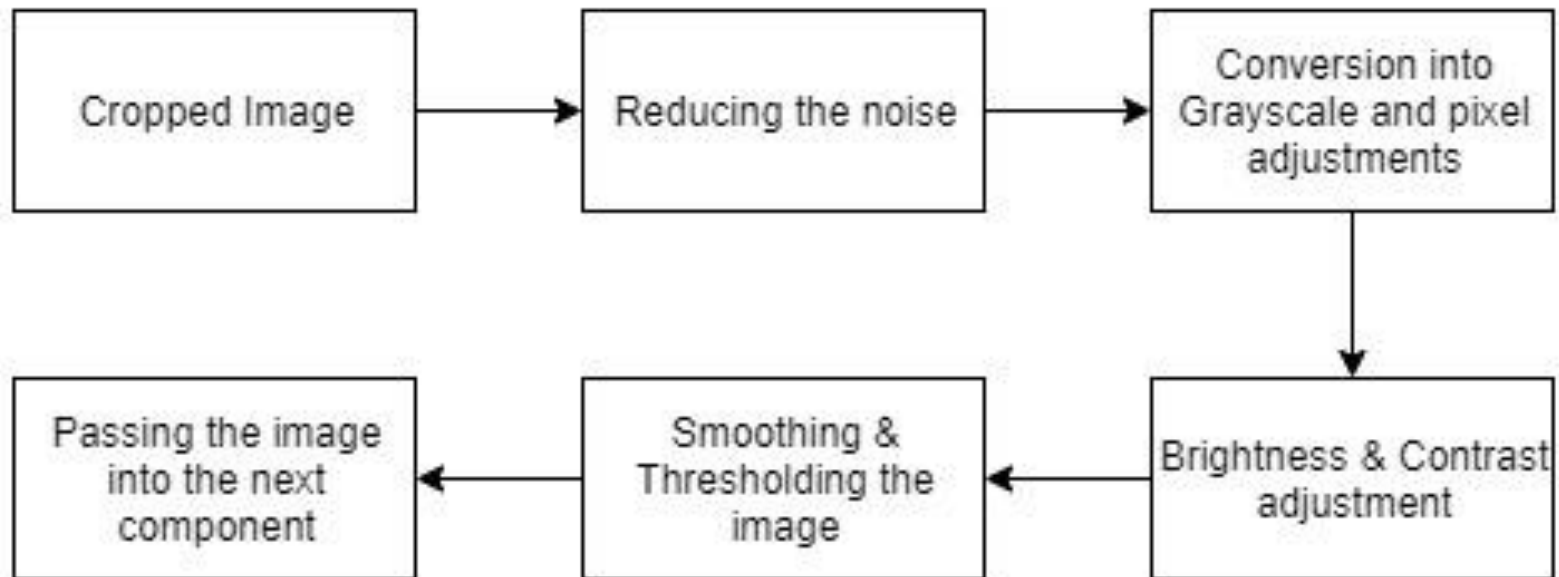 Cropped Image
Reducing the noise
Conversion into
Grayscale and pixel
adjustments
Brightness & Contrast
adjustment
Smoothing &
Thresholding the
image
Passing the image
into the next
component